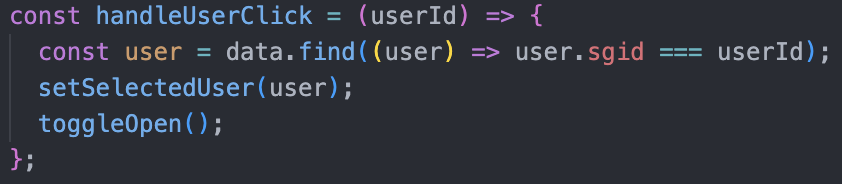 const handleUserClick = (userId) => {
  const user = data.find((user) => user.sgid === userId);
  setSelectedUser(user);
  toggleOpen();
};